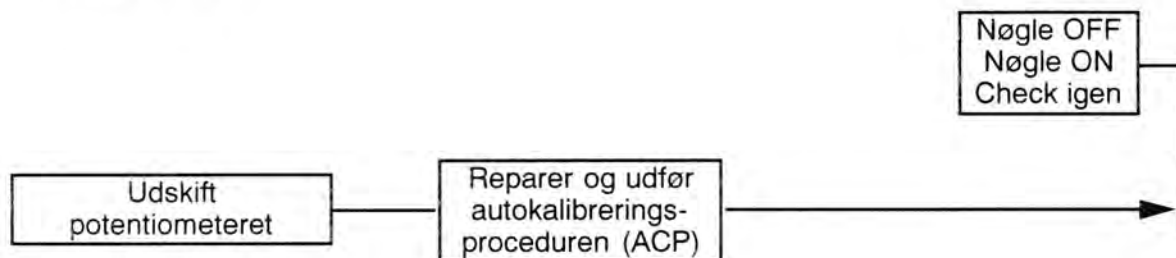 Nøgle OFF
Nøgle ON
Check igen
Udskift
potentiometeret
Reparer og udfør
autokalibrerings-
proceduren (ACP)